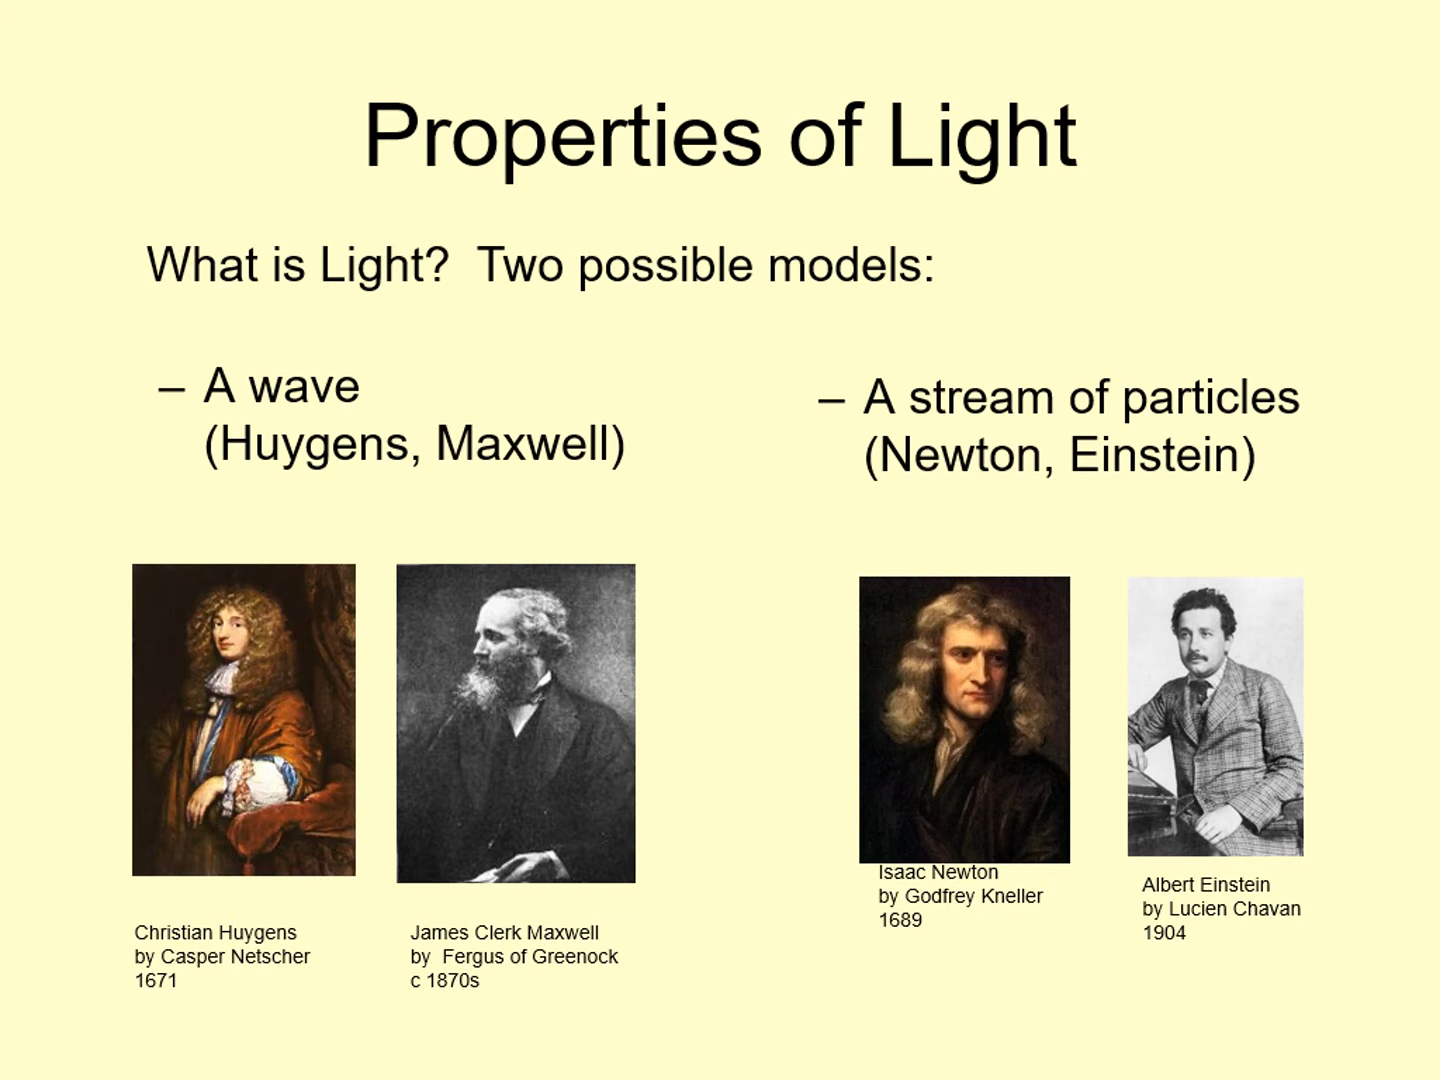 Properties of Light
What is Light?  Two possible models:
– A wave
(Huygens, Maxwell)
– A stream of particles
(Newton, Einstein)
Christian Huygens
by Casper Netscher
1671
James Clerk Maxwell
by  Fergus of Greenock
c 1870s
Isaac Newton
by Godfrey Kneller
1689
Albert Einstein
by Lucien Chavan
1904